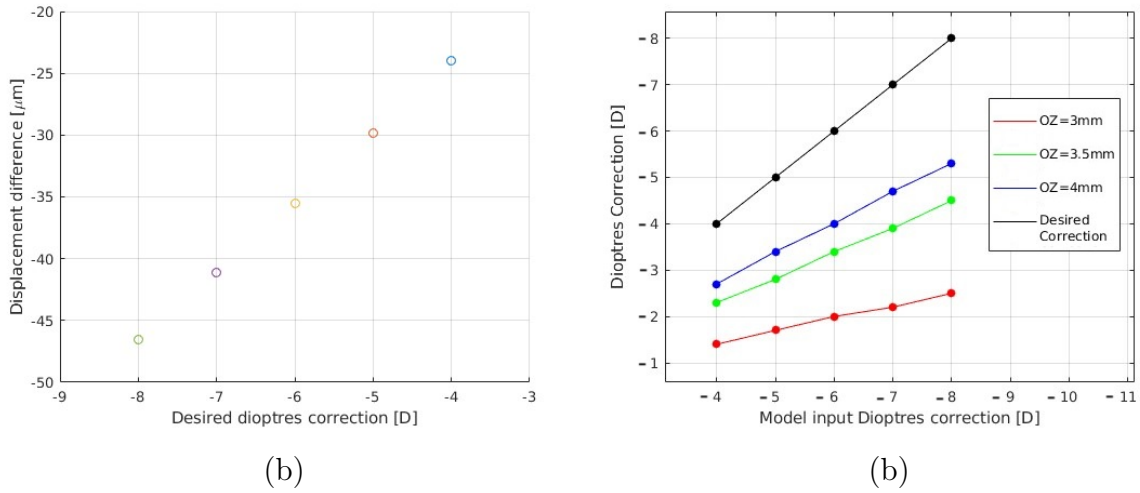 -20
-25
-30
-35
-40
-45
-50
-9
-8
-7
-6
-5
-4
-3
Displacement difference [μm]
Desired dioptres correction [D]
(b)
-8
-7
-6
-5
-4
-3
-2
-1
-4
-5
-6
-7
-8
-9
-10
-11
Dioptres Correction [D]
Model input Dioptres correction [D]
OZ=3mm
OZ=3.5mm
OZ=4mm
Desired
Correction
(b)